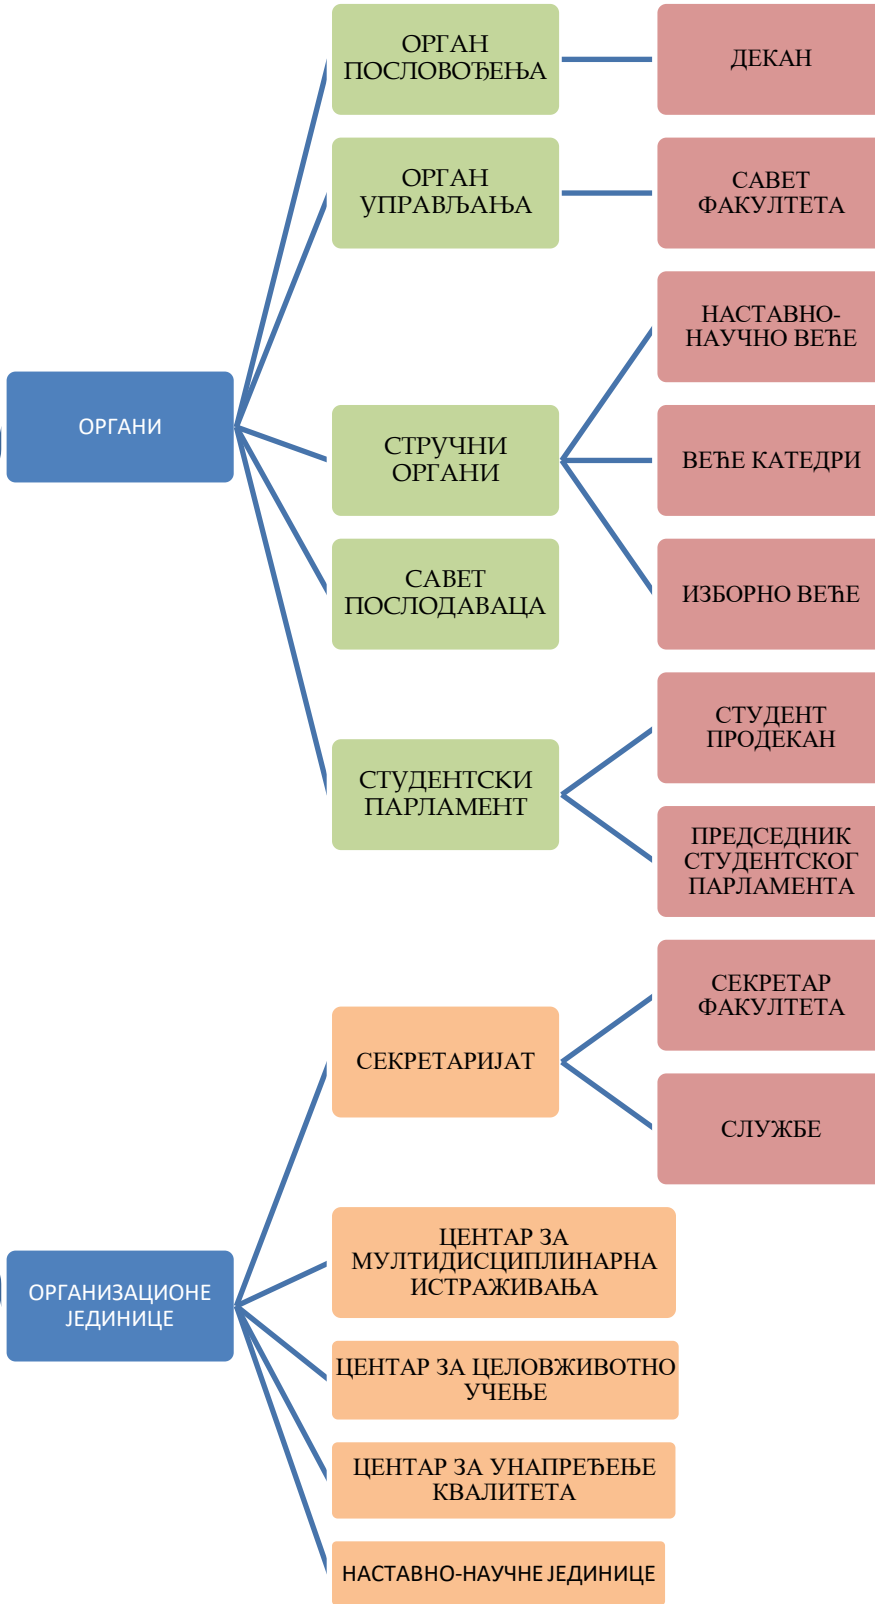 ОРГАН
ПОСЛОВОЂЕЊА
ДЕКАН
ОРГАН
УПРАВЉАЊА
САВЕТ
ФАКУЛТЕТА
НАСТАВНО-
НАУЧНО ВЕЋЕ
ОРГАНИ
СТРУЧНИ
ОРГАНИ
ВЕЋЕ КАТЕДРИ
САВЕТ
ПОСЛОДАВАЦА
ИЗБОРНО ВЕЋЕ
СТУДЕНТ
ПРОДЕКАН
СТУДЕНТСКИ
ПАРЛАМЕНТ
ПРЕДСЕДНИК
СТУДЕНТСКОГ
ПАРЛАМЕНТА
СЕКРЕТАР
ФАКУЛТЕТА
СЕКРЕТАРИЈАТ
СЛУЖБЕ
ЦЕНТАР ЗА
МУЛТИДИСЦИПЛИНАРНА
ИСТРАЖИВАЊА
ОРГАНИЗАЦИОНЕ
ЈЕДИНИЦЕ
ЦЕНТАР ЗА ЦЕЛОВЖИВОТНО
УЧЕЊЕ
ЦЕНТАР ЗА УНАПРЕЂЕЊЕ
КВАЛИТЕТА
НАСТАВНО-НАУЧНЕ ЈЕДИНИЦЕ